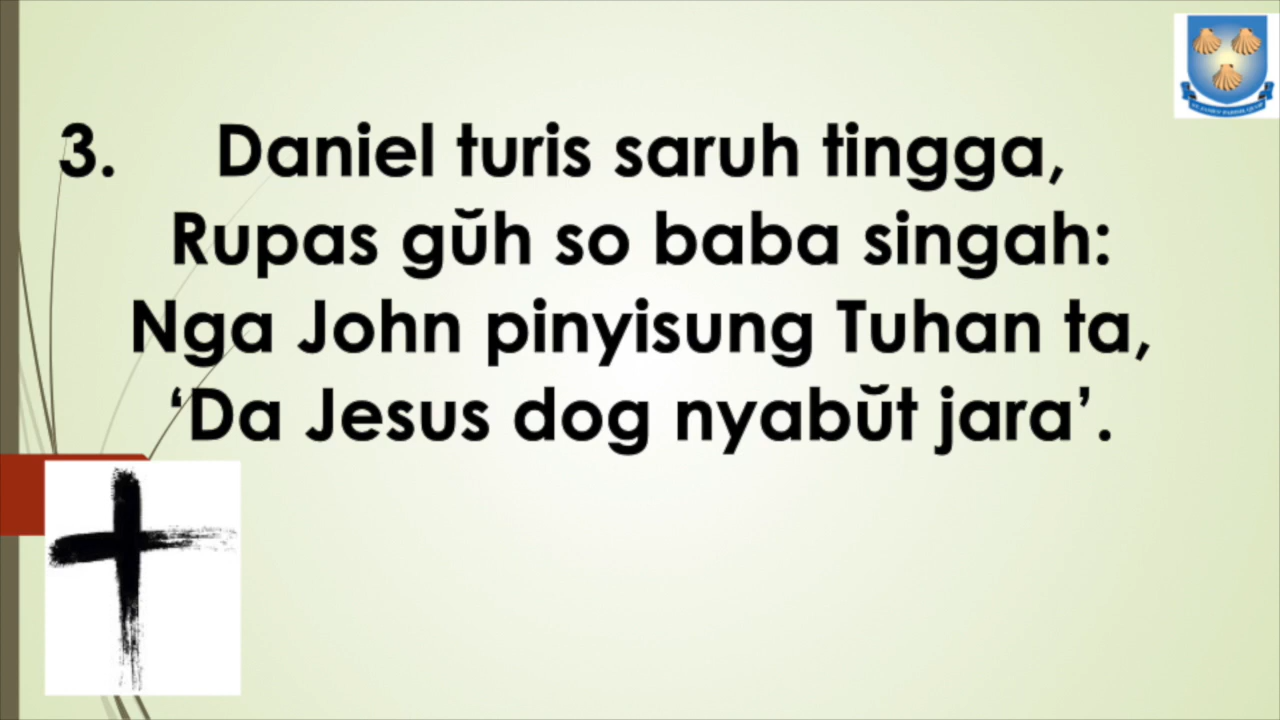 3. Daniel turis saruh tingga,
Rupas gŭh so baba singah:
Nga John pinyisung Tuhan ta,
‘Da Jesus dog nyabŭt jara’.